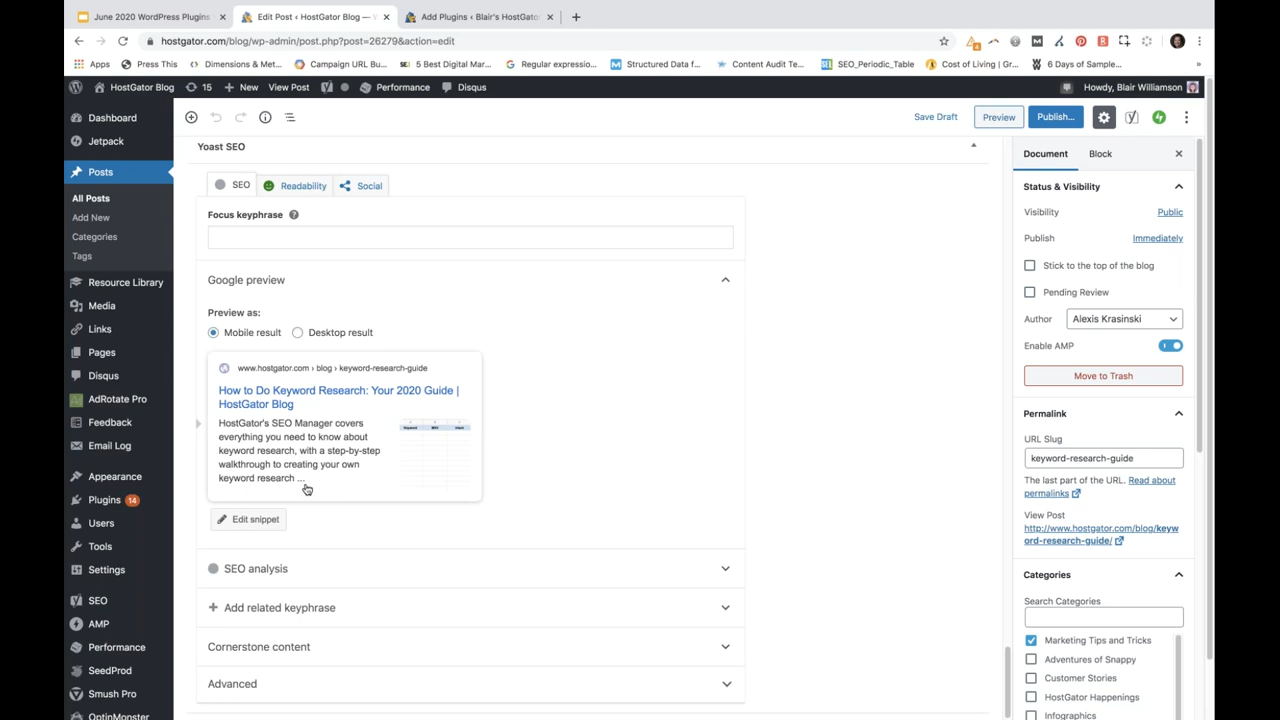 June 2020 WordPress Plugins
Edit Post ‹ HostGator Blog —
Add Plugins ‹ Blair's HostGator
hostgator.com/blog/wp-admin/post.php?post=26279&action=edit
Apps
Press This
Dimensions & Met...
Campaign URL Bu...
5 Best Digital Mar...
Regular expressio...
Structured Data f...
Content Audit Te...
SEO_Periodic_Table
Cost of Living | Gr...
6 Days of Sample...
HostGator Blog
15
New
View Post
Performance
Disqus
Howdy, Blair Williamson
Dashboard
Jetpack
Posts
All Posts
Add New
Categories
Tags
Resource Library
Media
Links
Pages
Disqus
AdRotate Pro
Feedback
Email Log
Appearance
Plugins 14
Users
Tools
Settings
SEO
AMP
Performance
SeedProd
Smush Pro
OptinMonster
Save Draft
Preview
Publish...
Yoast SEO
SEO
Readability
Social
Focus keyphrase
Google preview
Preview as:
Mobile result
Desktop result
www.hostgator.com › blog › keyword-research-guide
How to Do Keyword Research: Your 2020 Guide |
HostGator Blog
HostGator's SEO Manager covers
everything you need to know about
keyword research, with a step-by-step
walkthrough to creating your own
keyword research ...
Edit snippet
SEO analysis
Add related keyphrase
Cornerstone content
Advanced
Document
Block
Status & Visibility
Visibility
Public
Publish
Immediately
Stick to the top of the blog
Pending Review
Author
Alexis Krasinski
Enable AMP
Move to Trash
Permalink
URL Slug
keyword-research-guide
The last part of the URL. Read about
permalinks
View Post
http://www.hostgator.com/blog/keyw
ord-research-guide/
Categories
Search Categories
Marketing Tips and Tricks
Adventures of Snappy
Customer Stories
HostGator Happenings
Infographics